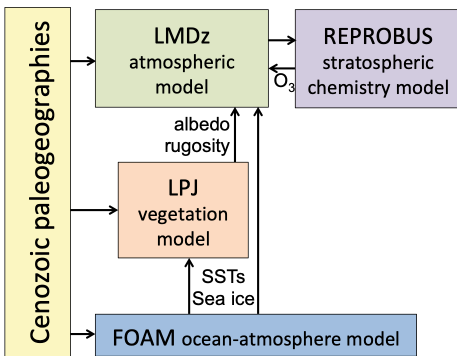 Cenozoic paleogeographies
LMDz
atmospheric
model
REPROBUS
stratospheric
chemistry model
O3
albedo
rugosity
LPJ
vegetation
model
SSTs
Sea ice
FOAM ocean-atmosphere model